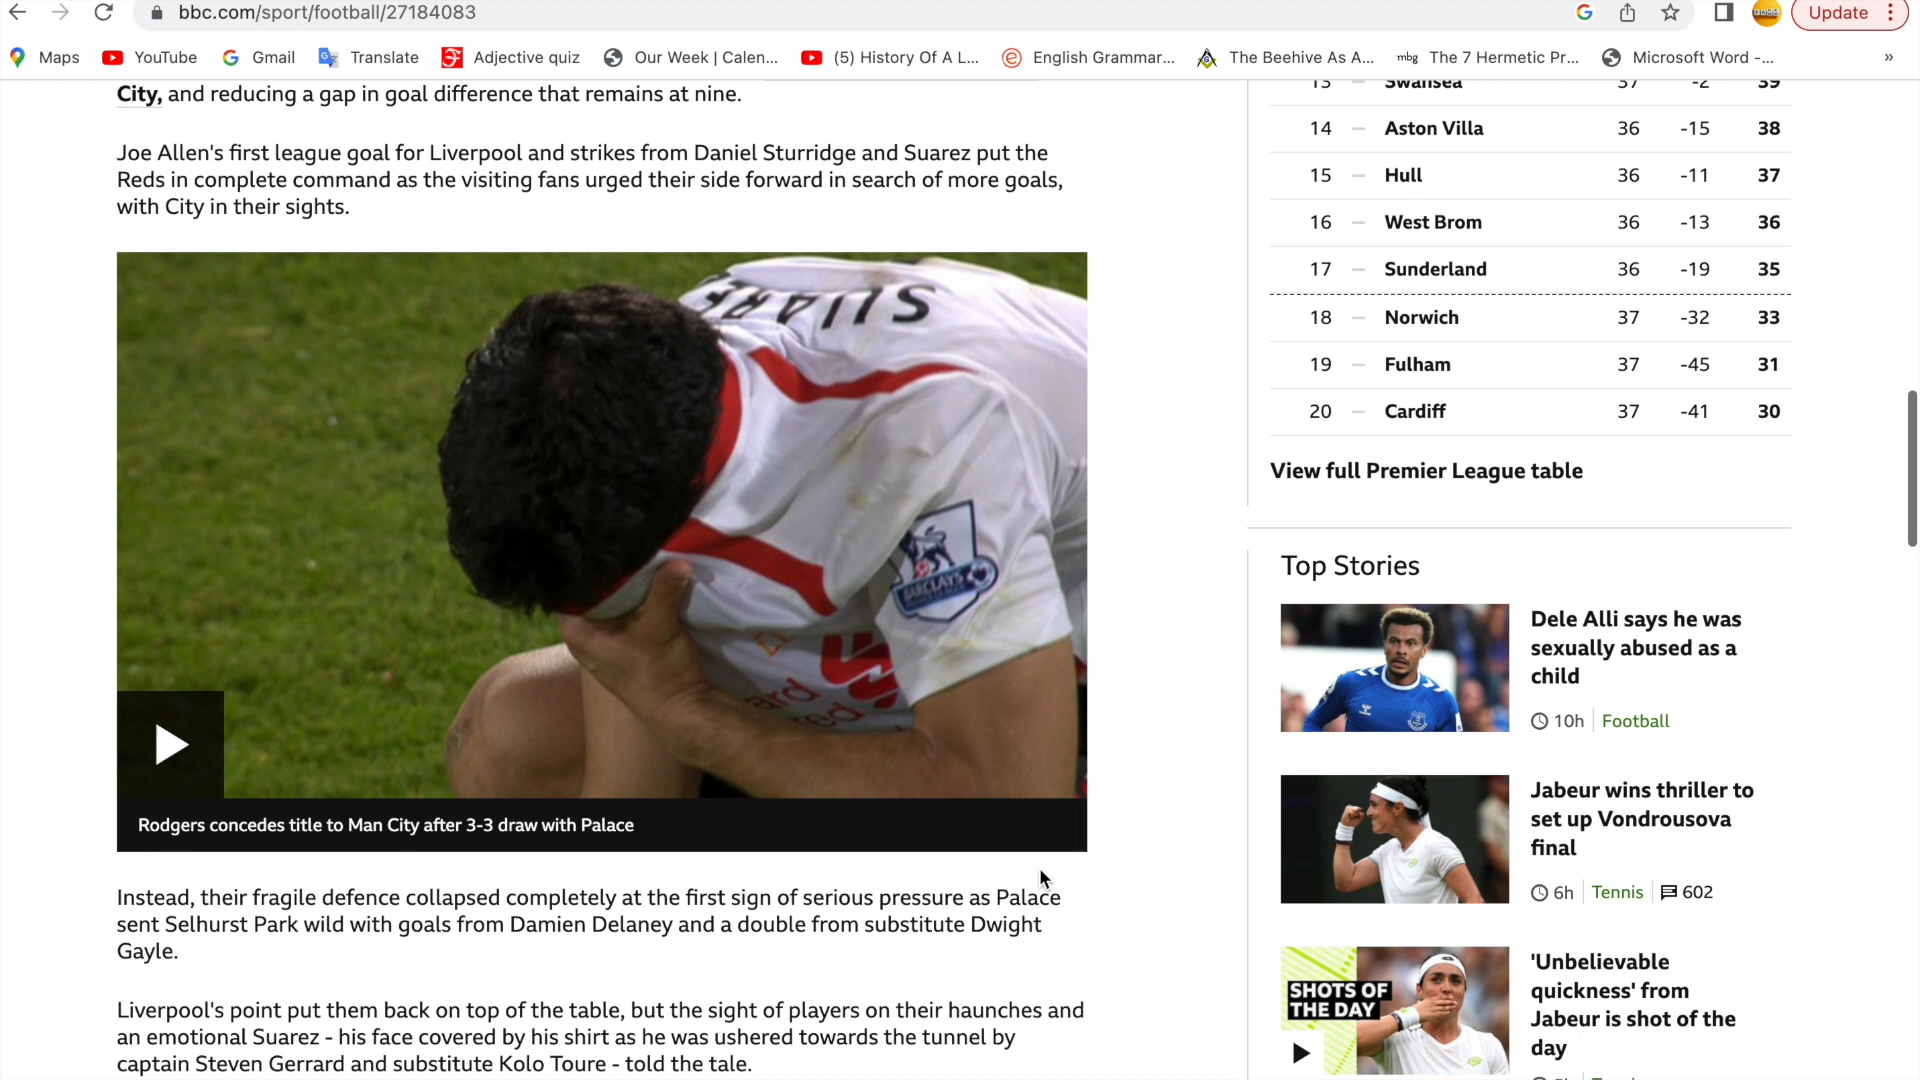 bbc.com/sport/football/27184083
Update
Maps
YouTube
Gmail
Translate
Adjective quiz
Our Week | Calen...
(5) History Of A L...
English Grammar...
The Beehive As A...
mbg
The 7 Hermetic Pr...
Microsoft Word -...
»
City, and reducing a gap in goal difference that remains at nine.
Joe Allen's first league goal for Liverpool and strikes from Daniel Sturridge and Suarez put the
Reds in complete command as the visiting fans urged their side forward in search of more goals,
with City in their sights.
SUARE
BARCLAYS
Rodgers concedes title to Man City after 3-3 draw with Palace
Instead, their fragile defence collapsed completely at the first sign of serious pressure as Palace
sent Selhurst Park wild with goals from Damien Delaney and a double from substitute Dwight
Gayle.
Liverpool's point put them back on top of the table, but the sight of players on their haunches and
an emotional Suarez - his face covered by his shirt as he was ushered towards the tunnel by
captain Steven Gerrard and substitute Kolo Toure - told the tale.
13 – Swansea 37 -2 39
14 – Aston Villa 36 -15 38
15 – Hull 36 -11 37
16 – West Brom 36 -13 36
17 – Sunderland 36 -19 35
18 – Norwich 37 -32 33
19 – Fulham 37 -45 31
20 – Cardiff 37 -41 30
View full Premier League table
Top Stories
Dele Alli says he was
sexually abused as a
child
10h Football
Jabeur wins thriller to
set up Vondrousova
final
6h Tennis 602
SHOTS OF
THE DAY
'Unbelievable
quickness' from
Jabeur is shot of the
day